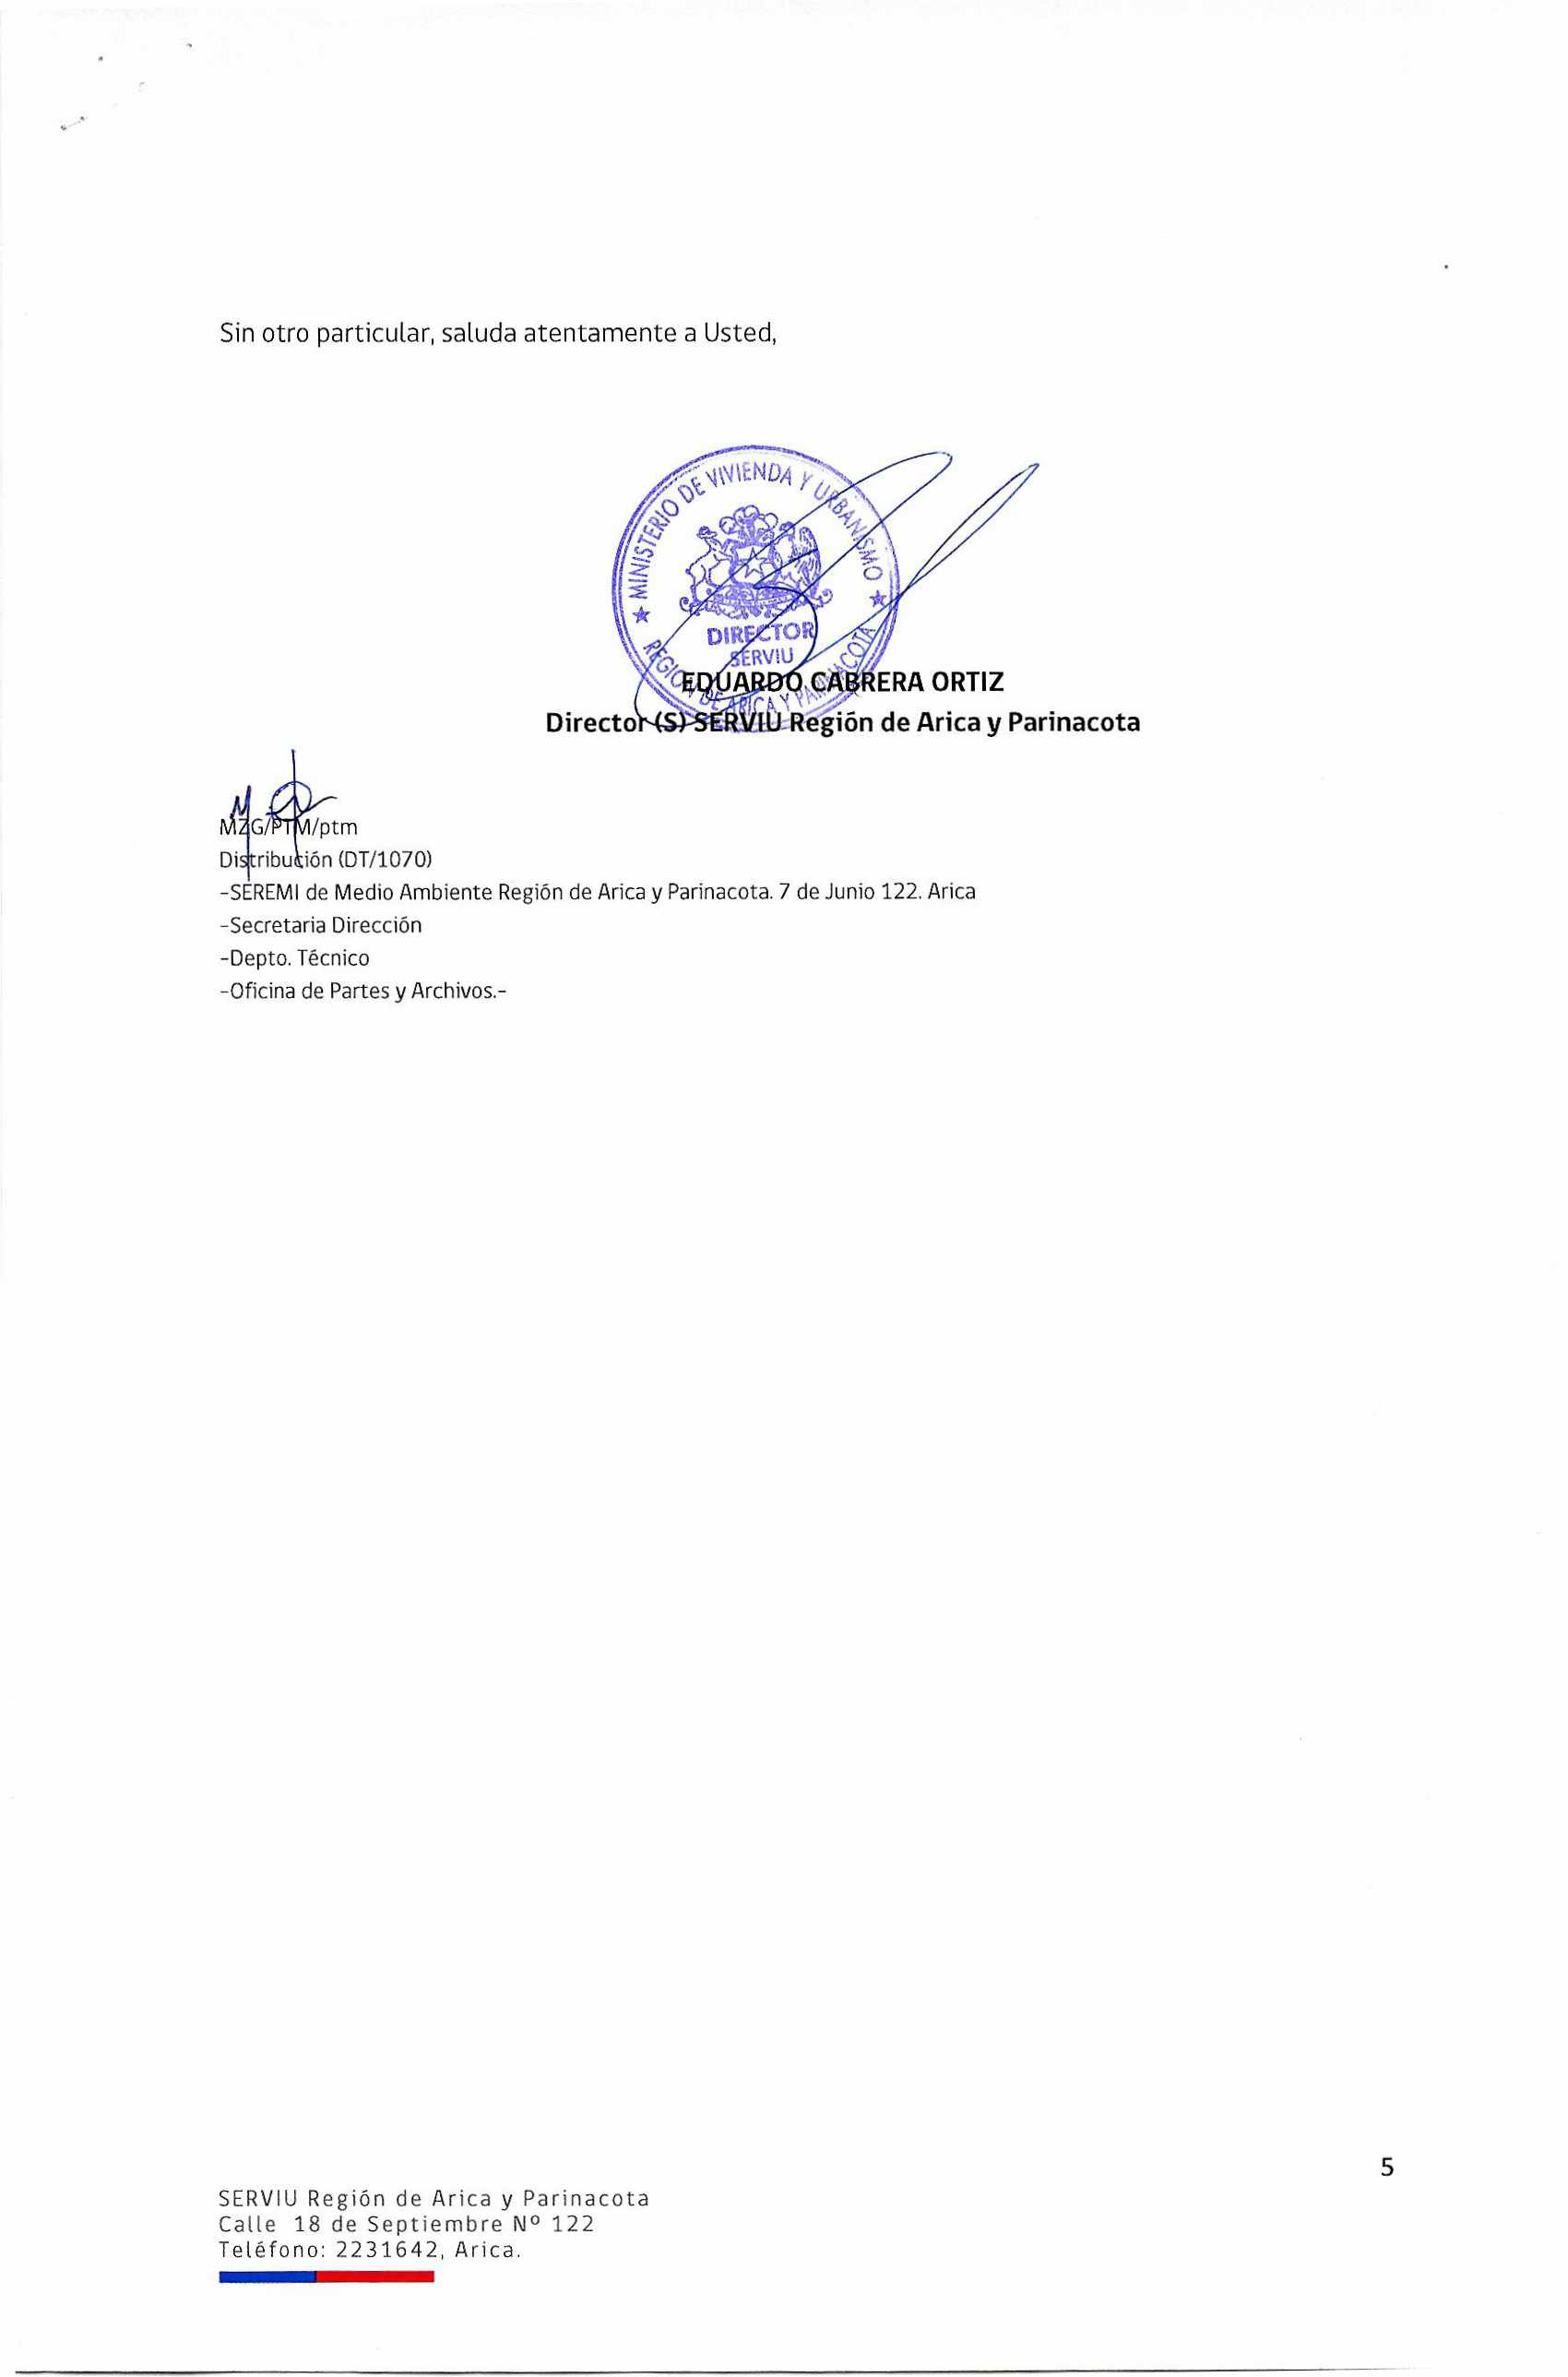 Sin otro particular, saluda atentamente a Usted,
MINISTERIO DE VIVIENDA Y URBANISMO
DIRECTOR
SERVIU
REGION DE ARICA Y PARINACOTA
EDUARDO CABRERA ORTIZ
Director (S) SERVIU Región de Arica y Parinacota
MZG/PTM/ptm
Distribución (DT/1070)
-SEREMI de Medio Ambiente Región de Arica y Parinacota. 7 de Junio 122. Arica
-Secretaria Dirección
-Depto. Técnico
-Oficina de Partes y Archivos.-
5
SERVIU Región de Arica y Parinacota
Calle 18 de Septiembre Nº 122
Teléfono: 2231642, Arica.